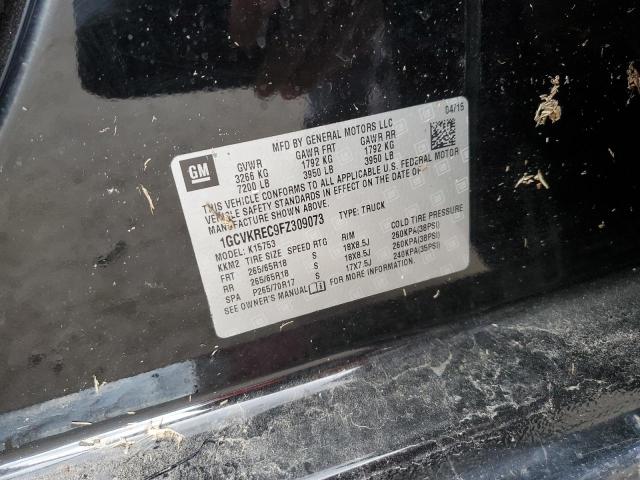 04/15
MFD BY GENERAL MOTORS LLC
GM
GVWR GAWR FRT GAWR RR
3266 KG 1792 KG 1792 KG
7200 LB 3950 LB 3950 LB
THIS VEHICLE CONFORMS TO ALL APPLICABLE U.S. FEDERAL MOTOR
VEHICLE SAFETY STANDARDS IN EFFECT ON THE DATE OF
MANUFACTURE SHOWN ABOVE.
1GCVKREC9FZ309073 TYPE: TRUCK
MODEL: K15753
KKM2 TIRE SIZE SPEED RTG RIM COLD TIRE PRESSURE
FRT 265/65R18 S 18X8.5J 260KPA(38PSI)
RR 265/65R18 S 18X8.5J 260KPA(38PSI)
SPA P265/70R17 S 17X7.5J 240KPA(35PSI)
SEE OWNER'S MANUAL FOR MORE INFORMATION.